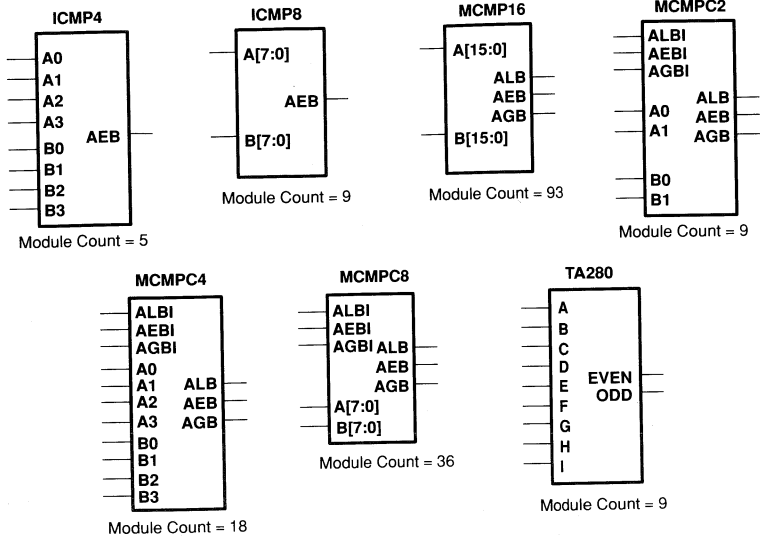 ICMP4
A0
A1
A2
A3
B0
B1
B2
B3
AEB
Module Count = 5
ICMP8
A[7:0]
AEB
B[7:0]
Module Count = 9
MCMP16
A[15:0]
ALB
AEB
AGB
B[15:0]
Module Count = 93
MCMPC2
ALBI
AEBI
AGBI
ALB
A0
AEB
A1
AGB
B0
B1
Module Count = 9
MCMPC4
ALBI
AEBI
AGBI
A0
A1 ALB
A2 AEB
A3 AGB
B0
B1
B2
B3
Module Count = 18
MCMPC8
ALBI
AEBI
AGBI ALB
AEB
AGB
A[7:0]
B[7:0]
Module Count = 36
TA280
A
B
C
D
E
F
G
H
I
EVEN
ODD
Module Count = 9